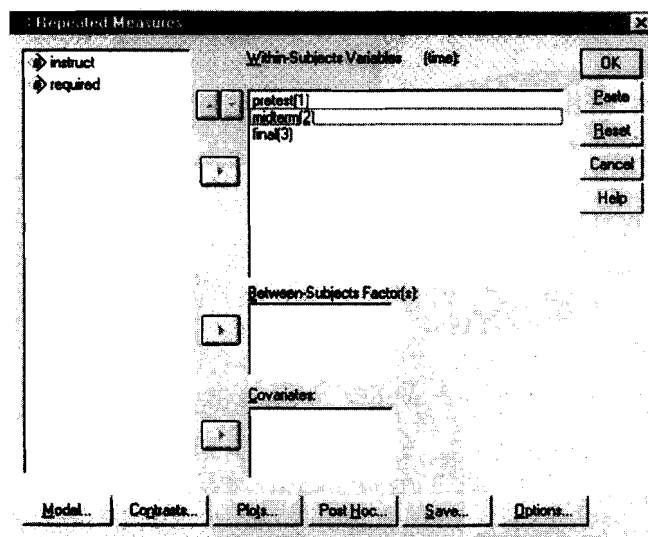 Repeated Measures
instruct
required
Within-Subjects Variables (time):
pretest(1)
midterm(2)
final(3)
OK
Paste
Reset
Cancel
Help
Between-Subjects Factor(s):
Covariates:
Model... Contrasts... Plots... Post Hoc... Save... Options...